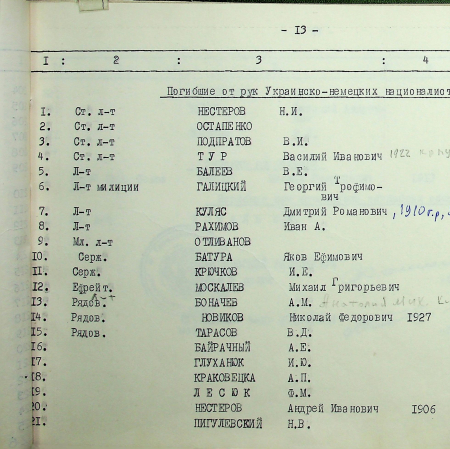 - 13 -
1 : 2 : 3 : 4
Погибшие от рук Украинско-немецких националист
1. Ст. л-т НЕСТЕРОВ Н.И.
2. Ст. л-т ОСТАПЕНКО
3. Ст. л-т ПОДПРАТОВ В.И.
4. Ст. л-т Т У Р Василий Иванович 1922
5. Л-т БАЛЕЕВ В.Е.
6. Л-т милиции ГАЛИЦКИЙ Георгий Трофимо-
вич
7. Л-т КУЛЯС Дмитрий Романович, 1910 г.р.,
8. Л-т РАХИМОВ Иван А.
9. Мл. л-т ОТЛИВАНОВ
10. Серж. БАТУРА Яков Ефимович
11. Серж. КРЮЧКОВ И.Е.
12. Ефрейт. МОСКАЛЕВ Михаил Григорьевич
13. Рядов. БОНАЧЕВ А.М. Анатолий Мих.
14. Рядов. НОВИКОВ Николай Федорович 1927
15. Рядов. ТАРАСОВ В.Д.
16. БАЙРАЧНЫЙ А.Е.
17. ГЛУХАНЮК И.Ю.
18. КРАКОВЕЦКА А.П.
19. Л Е С Ю К Ф.М.
20. НЕСТЕРОВ Андрей Иванович 1906
21. ПИГУЛЕВСКИЙ Н.В.